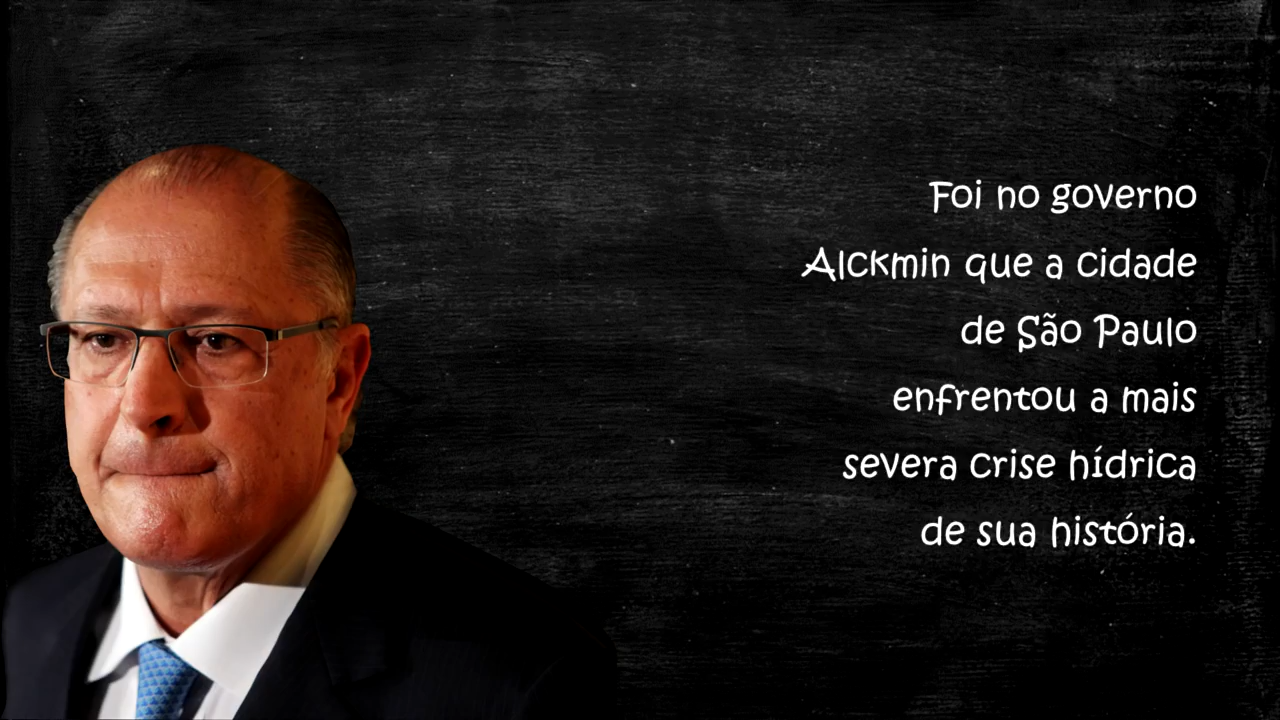 Foi no governo
Alckmin que a cidade
de São Paulo
enfrentou a mais
severa crise hídrica
de sua história.